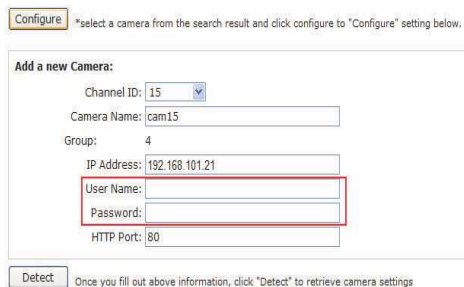 Configure *select a camera from the search result and click configure to "Configure" setting below.
Add a new Camera:
Channel ID: 15
Camera Name: cam15
Group: 4
IP Address: 192.168.101.21
User Name:
Password:
HTTP Port: 80
Detect Once you fill out above information, click "Detect" to retrieve camera settings